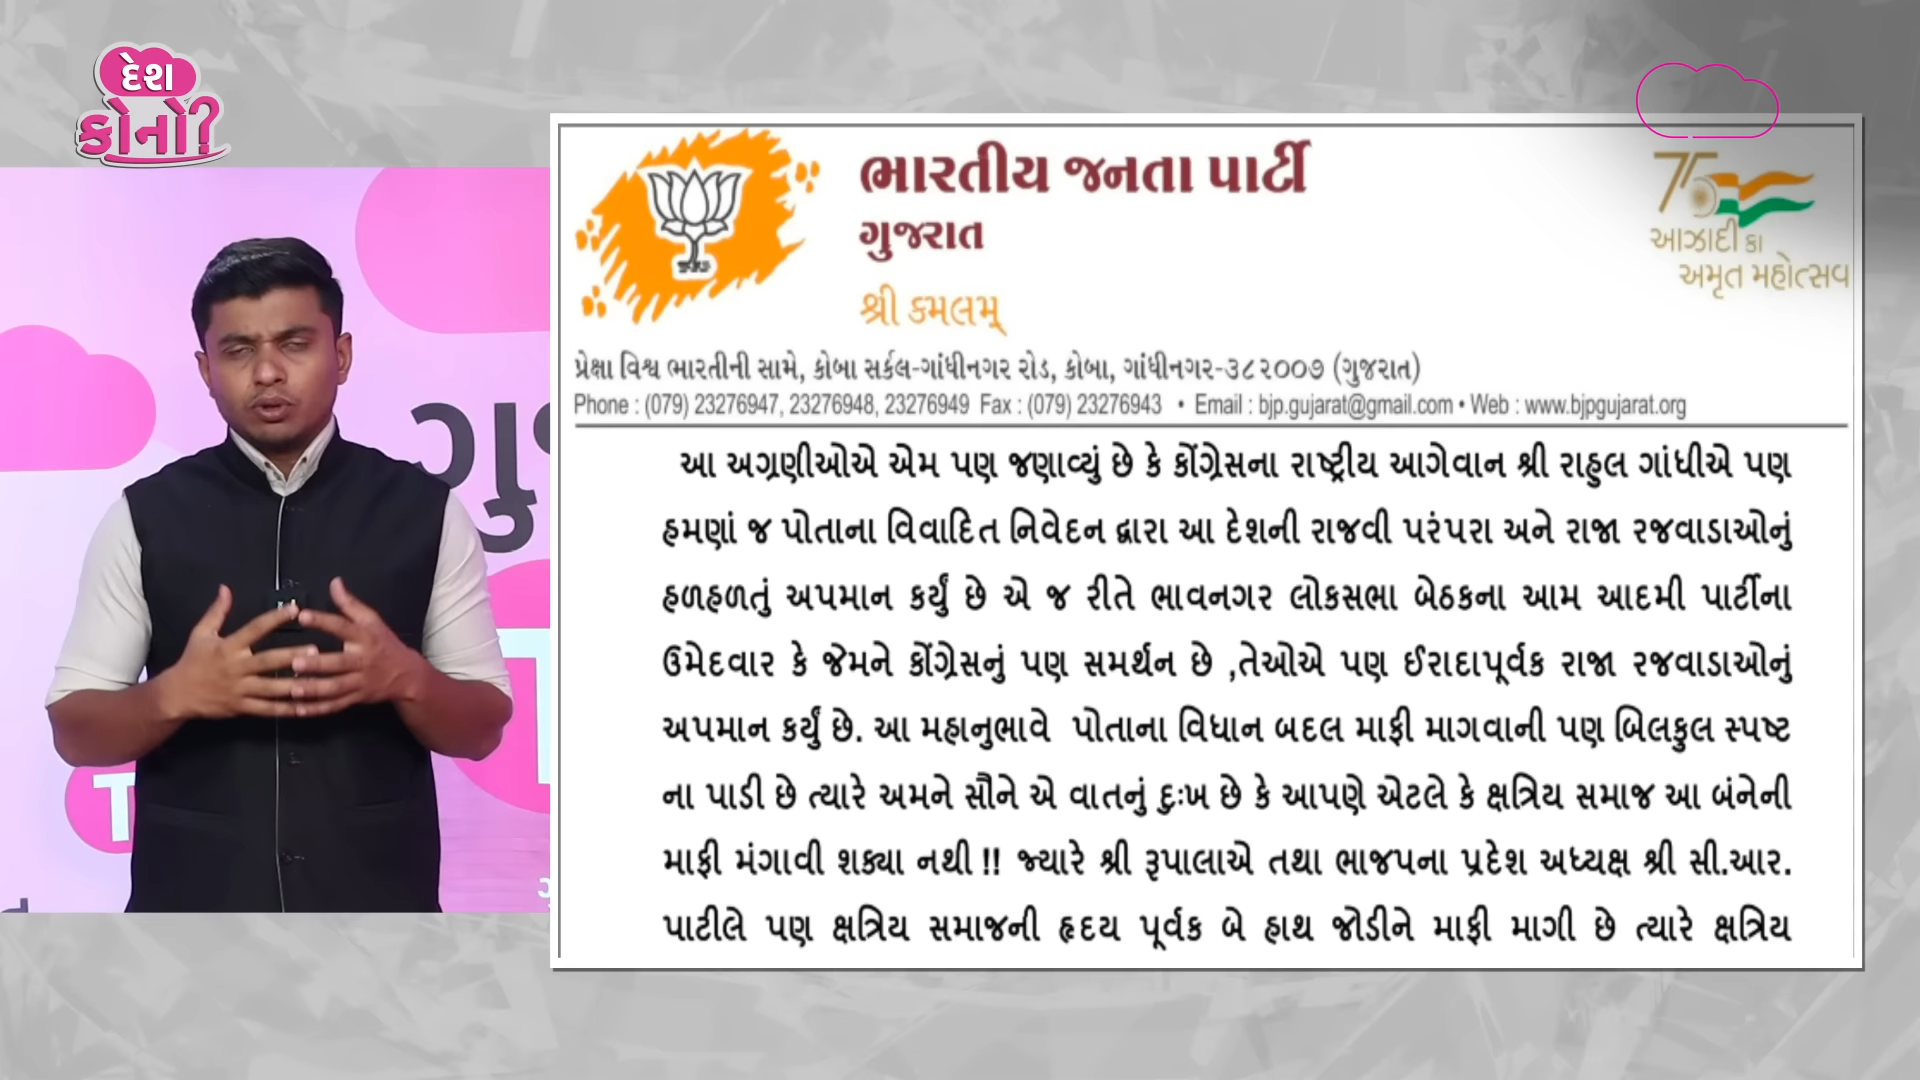 દેશ
કોનો?
ભારતીય જનતા પાર્ટી
ગુજરાત
શ્રી કમલમ્
75
આઝાદી કા
અમૃત મહોત્સવ
પ્રેક્ષા વિશ્વ ભારતીની સામે, કોબા સર્કલ-ગાંધીનગર રોડ, કોબા, ગાંધીનગર-૩૮૨૦૦૭ (ગુજરાત)
Phone : (079) 23276947, 23276948, 23276949 Fax : (079) 23276943 • Email : bjp.gujarat@gmail.com • Web : www.bjpgujarat.org
આ અગ્રણીઓએ એમ પણ જણાવ્યું છે કે કોંગ્રેસના રાષ્ટ્રીય આગેવાન શ્રી રાહુલ ગાંધીએ પણ
હમણાં જ પોતાના વિવાદિત નિવેદન દ્વારા આ દેશની રાજવી પરંપરા અને રાજા રજવાડાઓનું
હળહળતું અપમાન કર્યું છે એ જ રીતે ભાવનગર લોકસભા બેઠકના આમ આદમી પાર્ટીના
ઉમેદવાર કે જેમને કોંગ્રેસનું પણ સમર્થન છે ,તેઓએ પણ ઈરાદાપૂર્વક રાજા રજવાડાઓનું
અપમાન કર્યું છે. આ મહાનુભાવે પોતાના વિધાન બદલ માફી માગવાની પણ બિલકુલ સ્પષ્ટ
ના પાડી છે ત્યારે અમને સૌને એ વાતનું દુઃખ છે કે આપણે એટલે કે ક્ષત્રિય સમાજ આ બંનેની
માફી મંગાવી શક્યા નથી !! જ્યારે શ્રી રૂપાલાએ તથા ભાજપના પ્રદેશ અધ્યક્ષ શ્રી સી.આર.
પાટીલે પણ ક્ષત્રિય સમાજની હૃદય પૂર્વક બે હાથ જોડીને માફી માગી છે ત્યારે ક્ષત્રિય